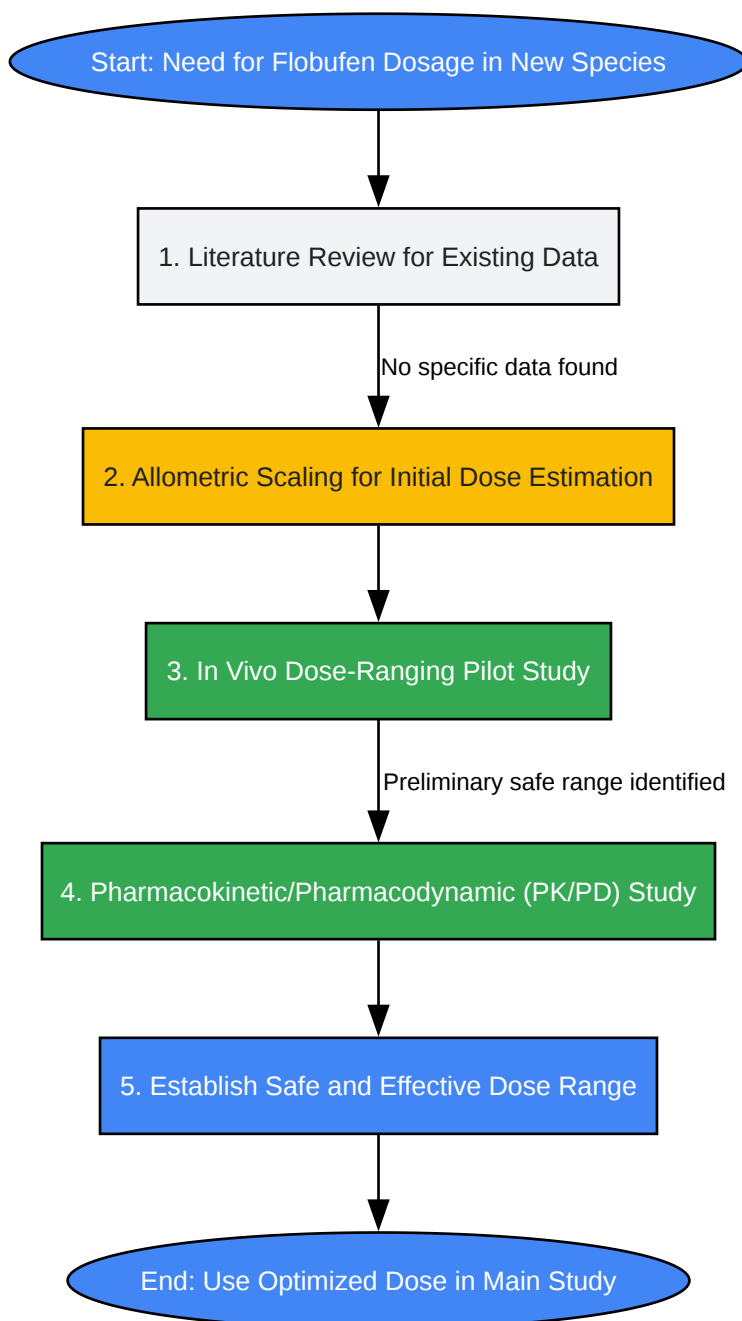 Start: Need for Flobufen Dosage in New Species
1. Literature Review for Existing Data
No specific data found
2. Allometric Scaling for Initial Dose Estimation
3. In Vivo Dose-Ranging Pilot Study
Preliminary safe range identified
4. Pharmacokinetic/Pharmacodynamic (PK/PD) Study
5. Establish Safe and Effective Dose Range
End: Use Optimized Dose in Main Study